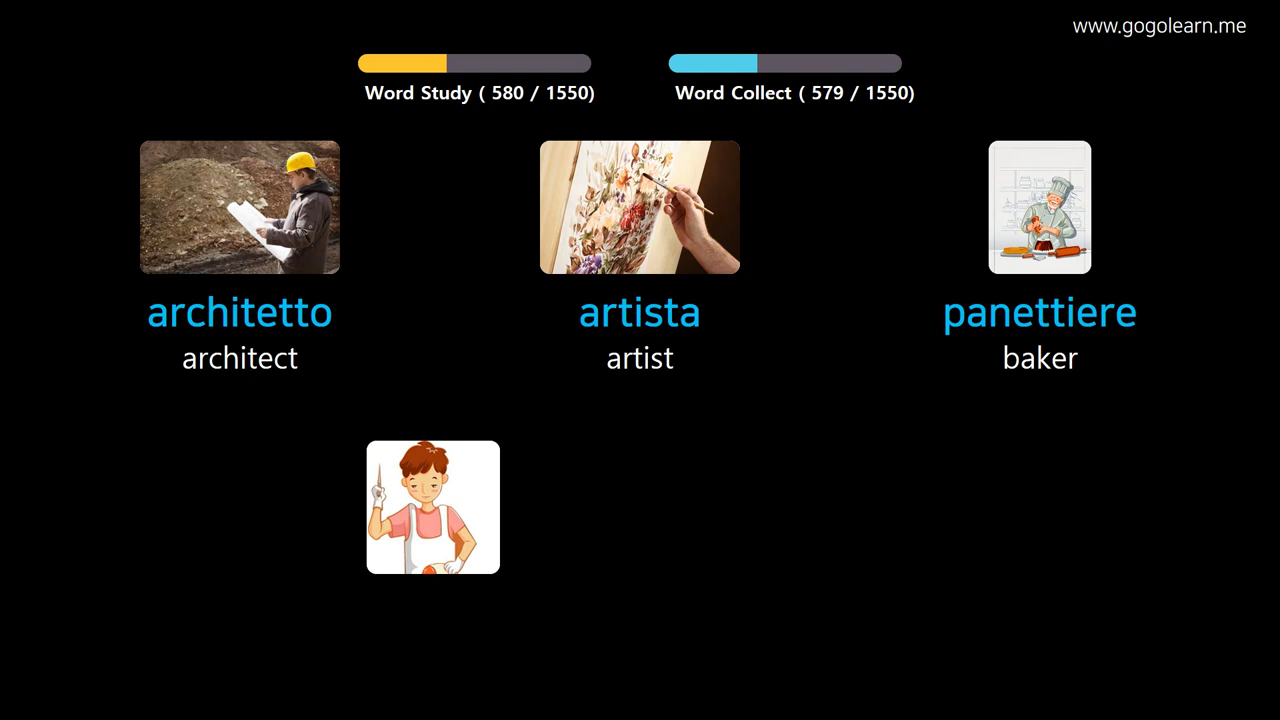 www.gogolearn.me
Word Study ( 580 / 1550)
Word Collect ( 579 / 1550)
architetto
architect
artista
artist
panettiere
baker